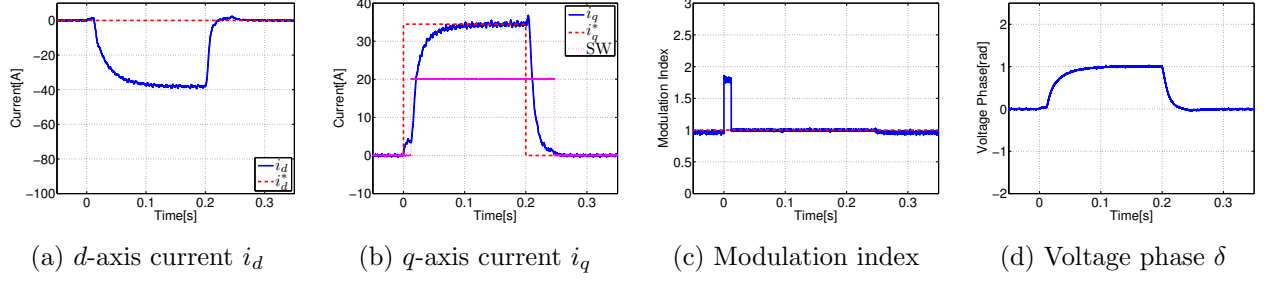 0
−20
−40
−60
−80
−100
0
0.1
0.2
0.3
Current[A]
Time[s]
i_d
i_d^*
(a) d-axis current i_d
40
30
20
10
0
−10
0
0.1
0.2
0.3
Current[A]
Time[s]
i_q
i_q^*
SW
(b) q-axis current i_q
3
2.5
2
1.5
1
0.5
0
0.1
0.2
0.3
Modulation Index
Time[s]
(c) Modulation index
2
1
0
−1
−2
0
0.1
0.2
0.3
Voltage Phase[rad]
Time[s]
(d) Voltage phase δ